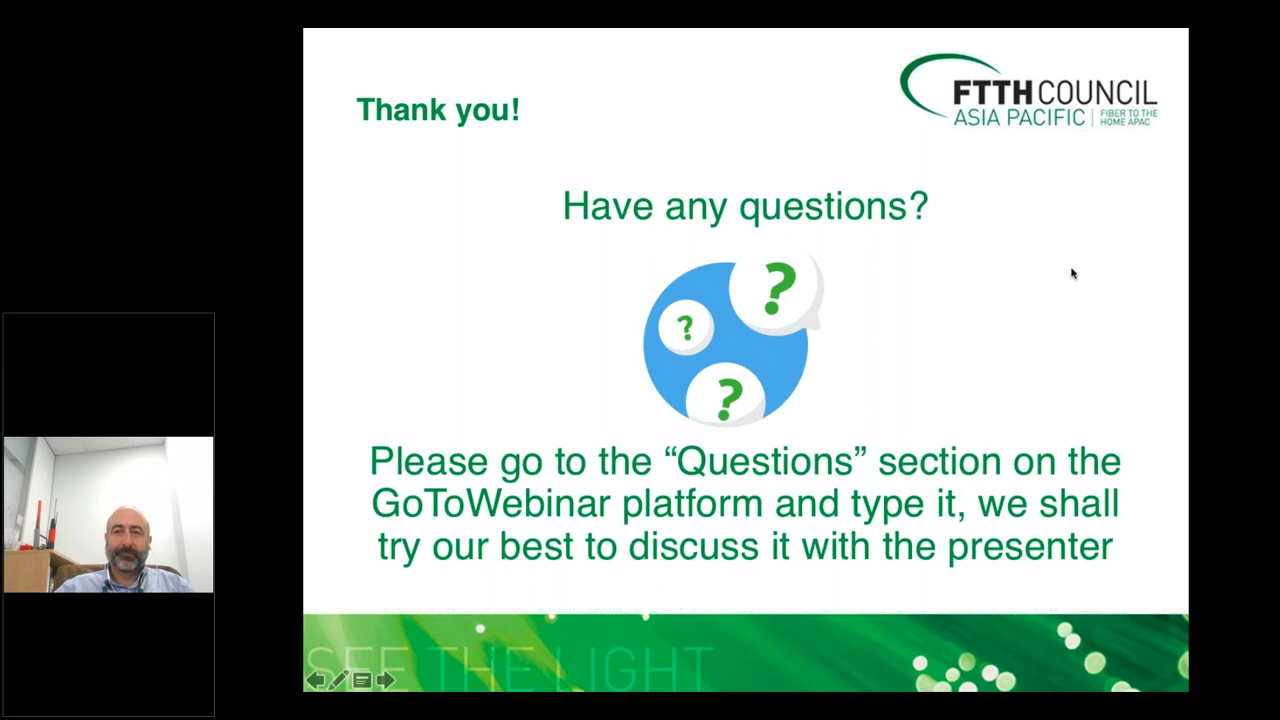 Thank you!
FTTH COUNCIL
ASIA PACIFIC
FIBER TO THE
HOME APAC
Have any questions?
?
?
?
Please go to the “Questions” section on the
GoToWebinar platform and type it, we shall
try our best to discuss it with the presenter
SEE THE LIGHT